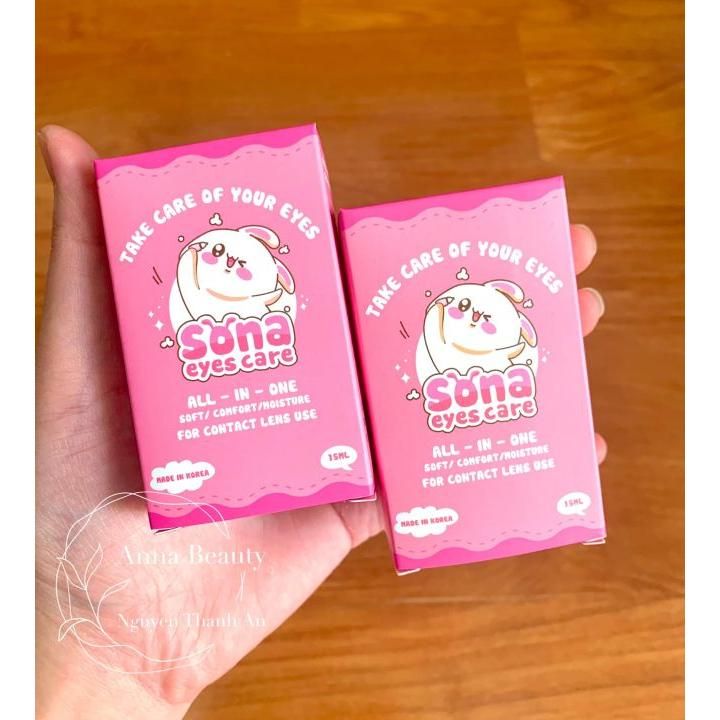 TAKE CARE OF YOUR EYES
sona
eyes care
ALL - IN - ONE
SOFT/ COMFORT/MOISTURE
FOR CONTACT LENS USE
MADE IN KOREA
15ML
TAKE CARE OF YOUR EYES
sona
eyes care
ALL - IN - ONE
SOFT/ COMFORT/MOISTURE
FOR CONTACT LENS USE
MADE IN KOREA
15ML
Anna Beauty
Nguyen Thanh An